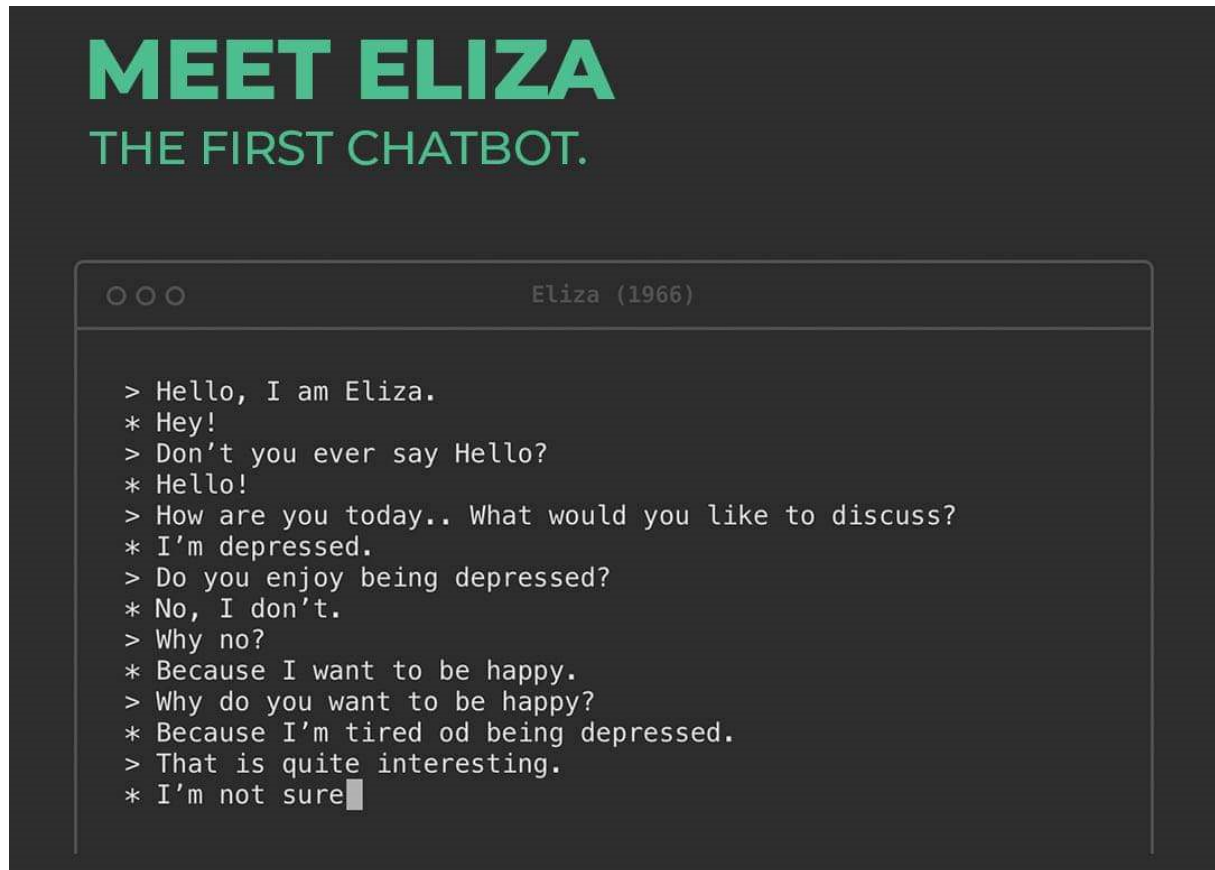 MEET ELIZA
THE FIRST CHATBOT.
Eliza (1966)
> Hello, I am Eliza.
* Hey!
> Don’t you ever say Hello?
* Hello!
> How are you today.. What would you like to discuss?
* I’m depressed.
> Do you enjoy being depressed?
* No, I don’t.
> Why no?
* Because I want to be happy.
> Why do you want to be happy?
* Because I’m tired od being depressed.
> That is quite interesting.
* I’m not sure